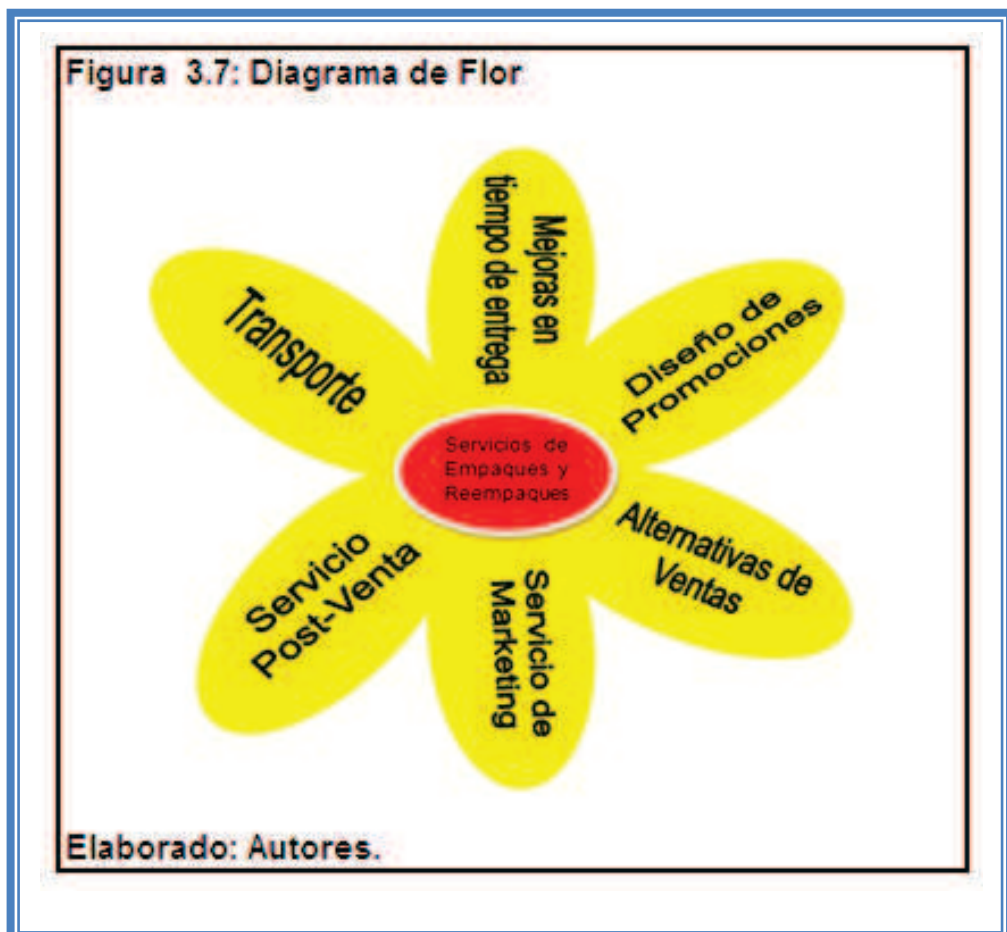 Figura 3.7: Diagrama de Flor
Mejoras en
tiempo de entrega
Diseño de
Promociones
Transporte
Servicios de
Empaques y
Reempaques
Alternativas de
Ventas
Servicio
Post-Venta
Servicio de
Marketing
Elaborado: Autores.